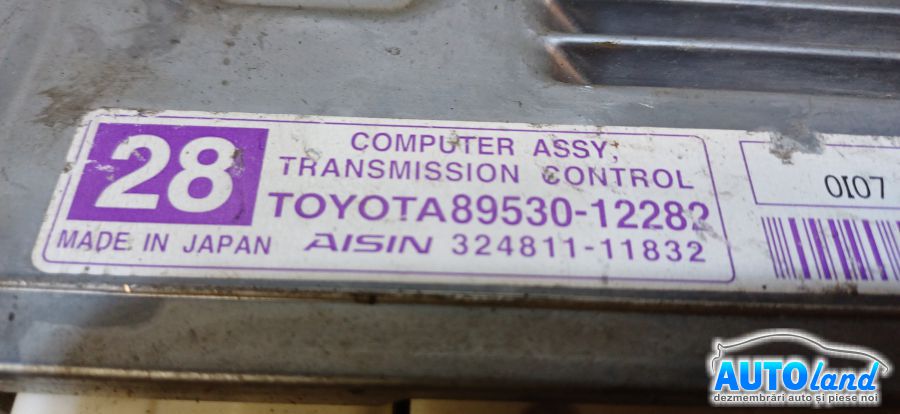 28
COMPUTER ASSY,
TRANSMISSION CONTROL
TOYOTA 89530-12282
MADE IN JAPAN AISIN 324811-11832
0I07
AUTOland
dezmembrări auto și piese noi